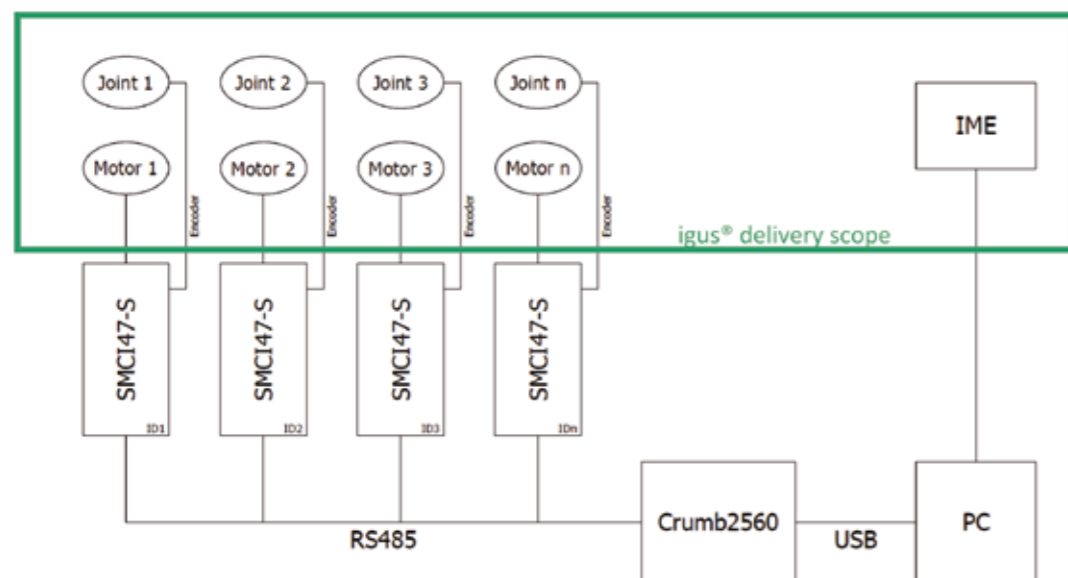 Joint 1
Joint 2
Joint 3
Joint n
IME
Motor 1
Motor 2
Motor 3
Motor n
Encoder
Encoder
Encoder
Encoder
igus® delivery scope
SMCI47-S
SMCI47-S
SMCI47-S
SMCI47-S
ID1
ID2
ID3
IDn
Crumb2560
PC
RS485
USB